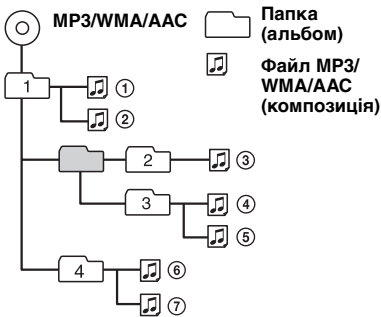 MP3/WMA/AAC
Папка
(альбом)
Файл MP3/
WMA/AAC
(композиція)
1
①
②
2
③
3
④
⑤
4
⑥
⑦